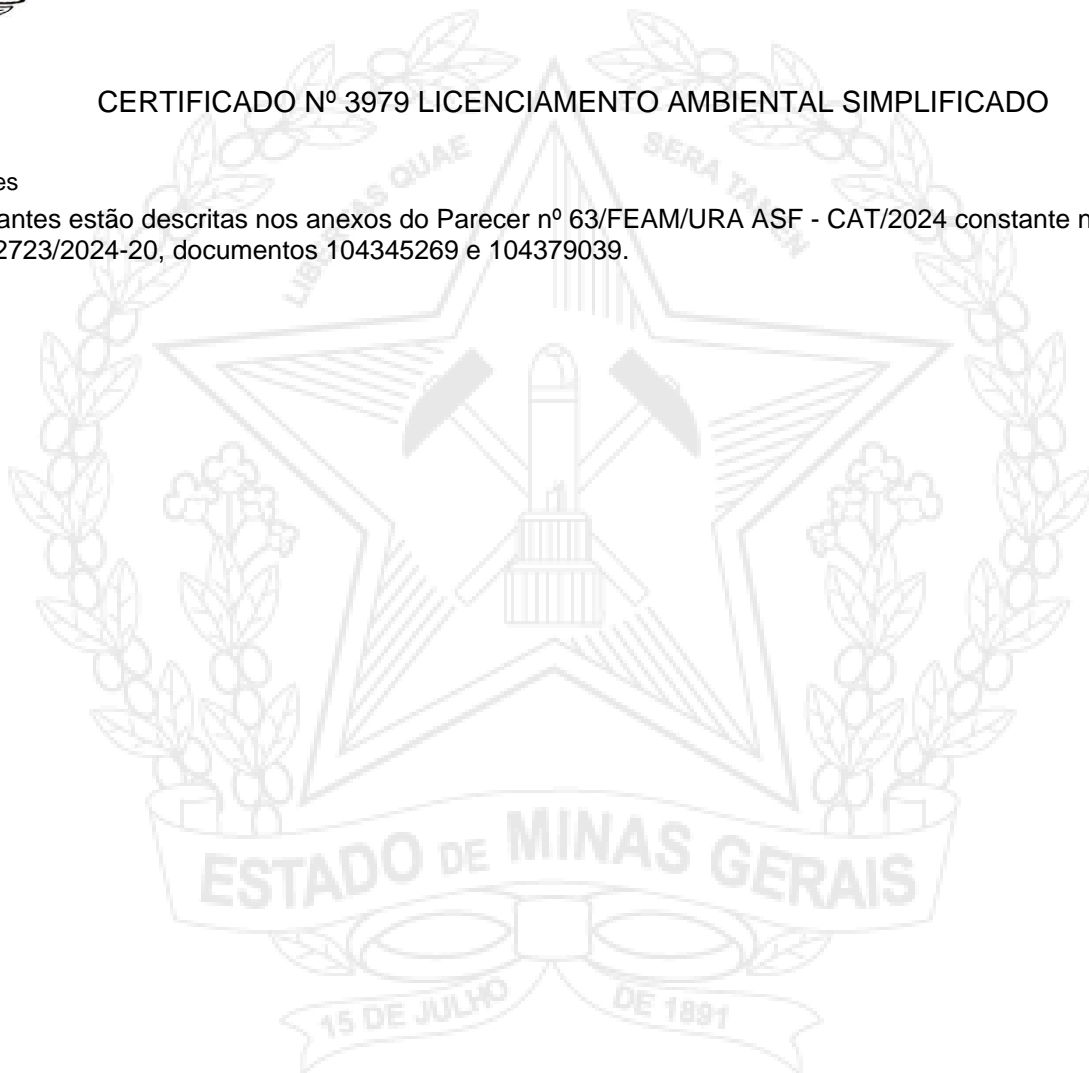 CERTIFICADO Nº 3979 LICENCIAMENTO AMBIENTAL SIMPLIFICADO
es
antes estão descritas nos anexos do Parecer nº 63/FEAM/URA ASF - CAT/2024 constante n
2723/2024-20, documentos 104345269 e 104379039.
LIBERTAS QUAE SERA TAMEN
ESTADO DE MINAS GERAIS
15 DE JULHO DE 1891